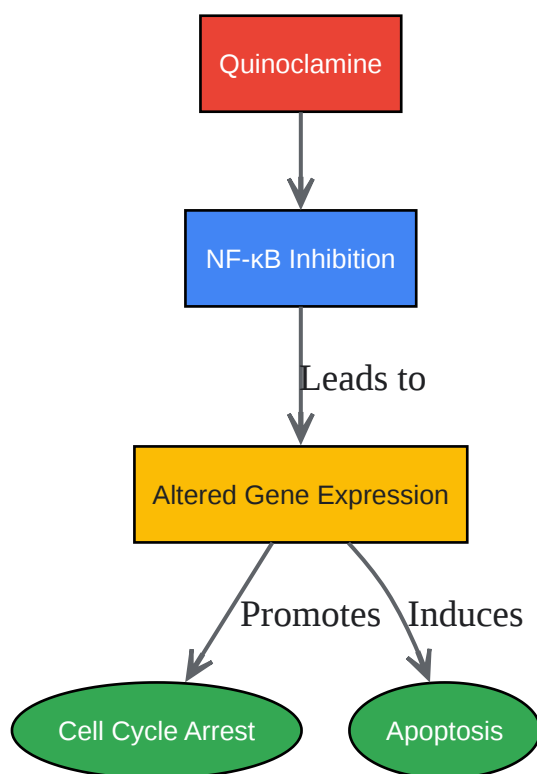 Quinoclamine
NF-κB Inhibition
Leads to
Altered Gene Expression
Promotes
Induces
Cell Cycle Arrest
Apoptosis